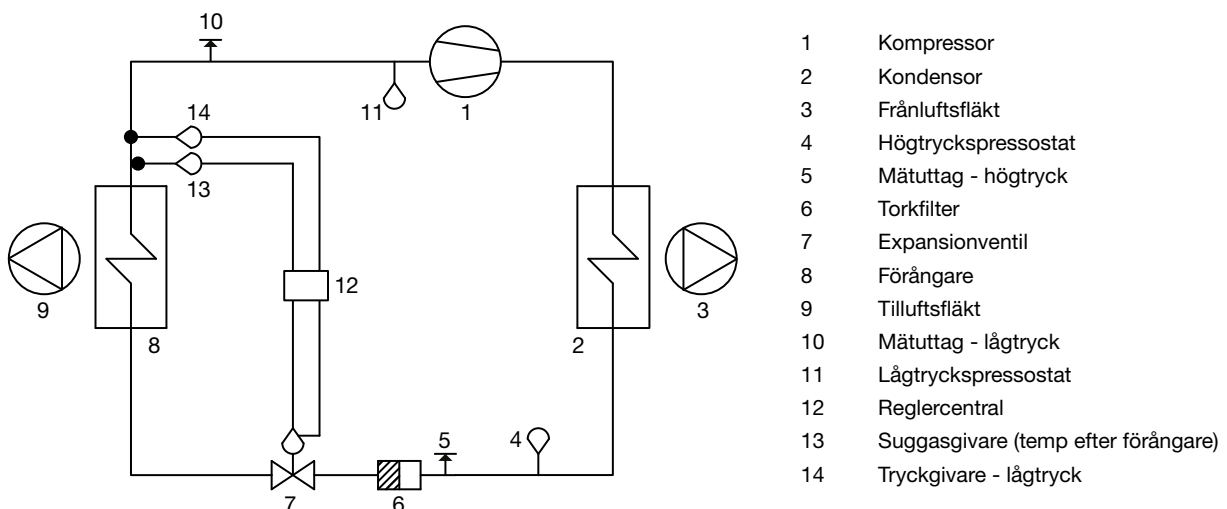 10
11
1
14
13
12
9
8
2
3
7
6
5
4
1 Kompressor
2 Kondensor
3 Frånluftsfläkt
4 Högtryckspressostat
5 Mätuttag - högtryck
6 Torkfilter
7 Expansionventil
8 Förångare
9 Tilluftsfläkt
10 Mätuttag - lågtryck
11 Lågtryckspressostat
12 Reglercentral
13 Suggasgivare (temp efter förångare)
14 Tryckgivare - lågtryck